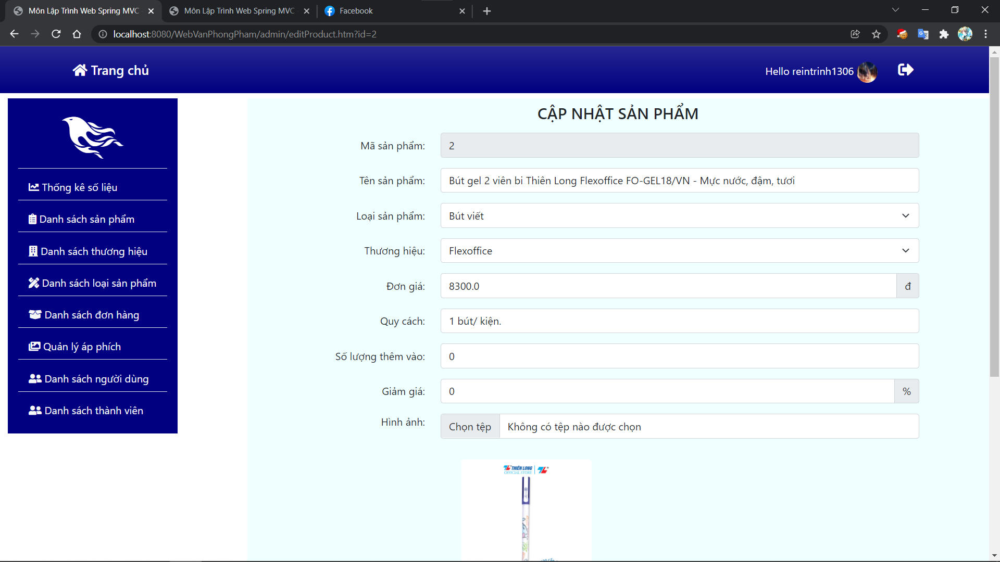 Môn Lập Trình Web Spring MVC
Môn Lập Trình Web Spring MVC
Facebook
localhost:8080/WebVanPhongPham/admin/editProduct.htm?id=2
Trang chủ
Hello reintrinh1306
Thống kê số liệu
Danh sách sản phẩm
Danh sách thương hiệu
Danh sách loại sản phẩm
Danh sách đơn hàng
Quản lý áp phích
Danh sách người dùng
Danh sách thành viên
CẬP NHẬT SẢN PHẨM
Mã sản phẩm: 2
Tên sản phẩm: Bút gel 2 viên bi Thiên Long Flexoffice FO-GEL18/VN - Mực nước, đậm, tươi
Loại sản phẩm: Bút viết
Thương hiệu: Flexoffice
Đơn giá: 8300.0 đ
Quy cách: 1 bút/ kiện.
Số lượng thêm vào: 0
Giảm giá: 0 %
Hình ảnh: Chọn tệp Không có tệp nào được chọn
THIÊN LONG
OFFICIAL STORE